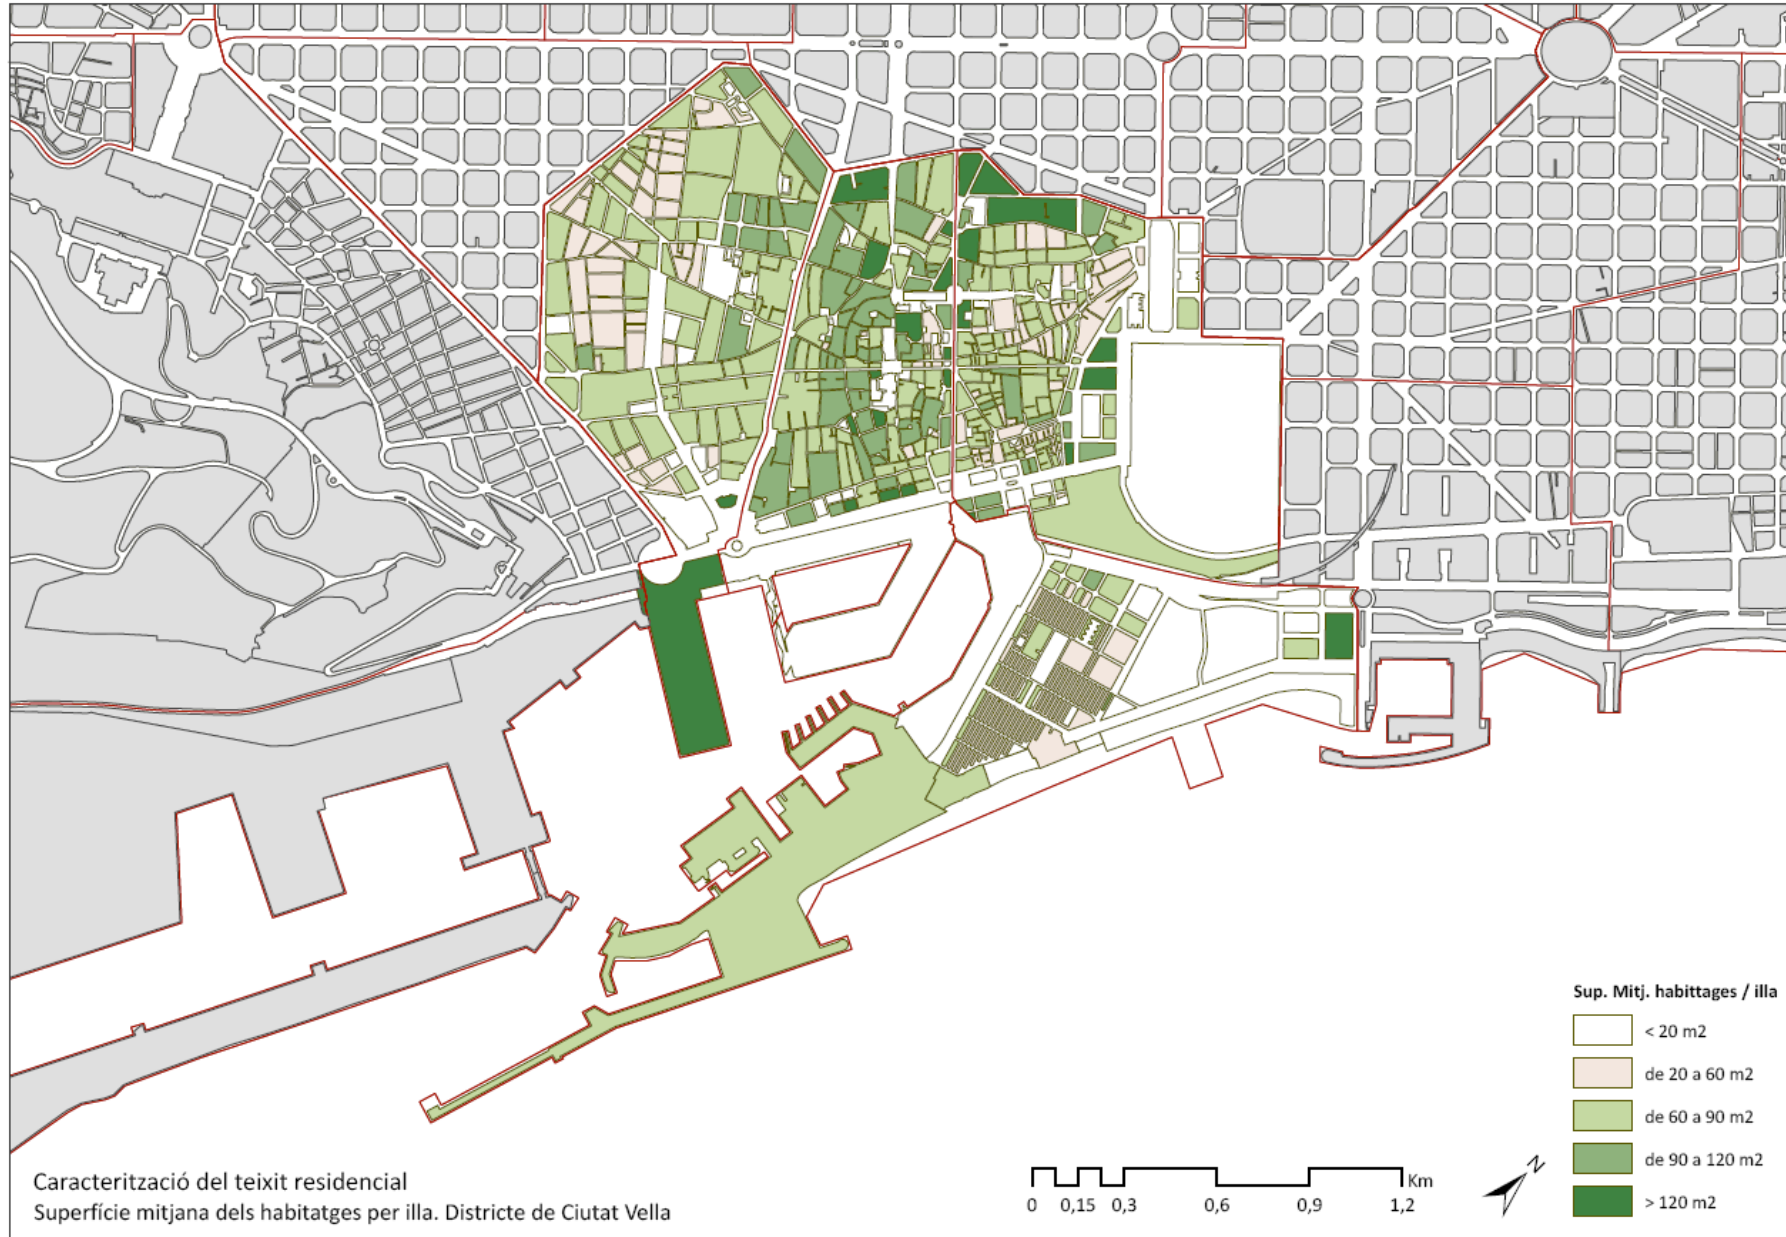 Sup. Mitj. habittages / illa
< 20 m2
de 20 a 60 m2
de 60 a 90 m2
de 90 a 120 m2
> 120 m2
Caracterització del teixit residencial
Superfície mitjana dels habitatges per illa. Districte de Ciutat Vella
Km
0 0,15 0,3 0,6 0,9 1,2
N